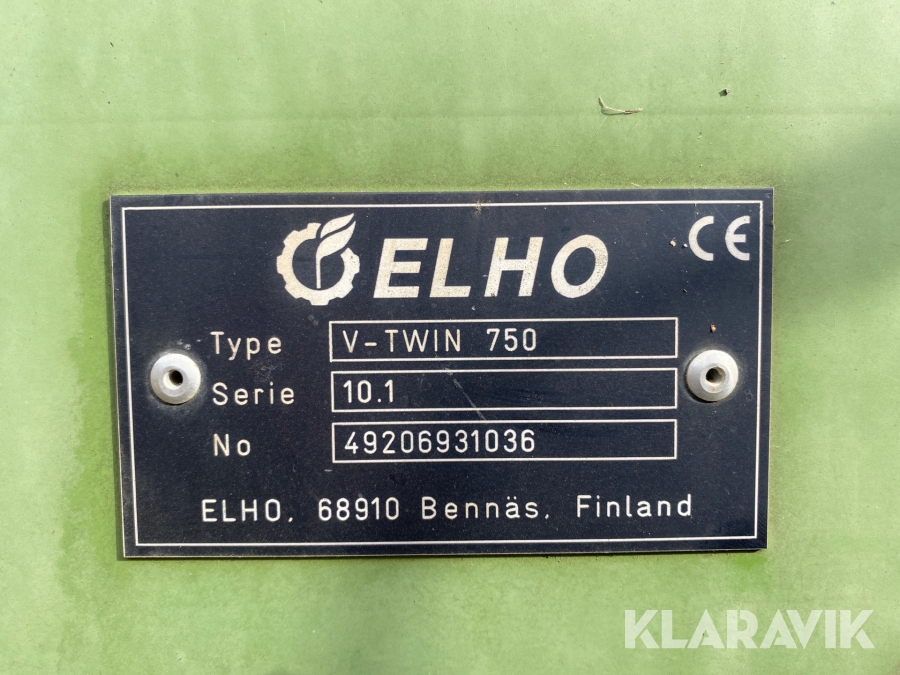 ELHO
CE
Type V-TWIN 750
Serie 10.1
No 49206931036
ELHO, 68910 Bennäs, Finland
KLARAVIK